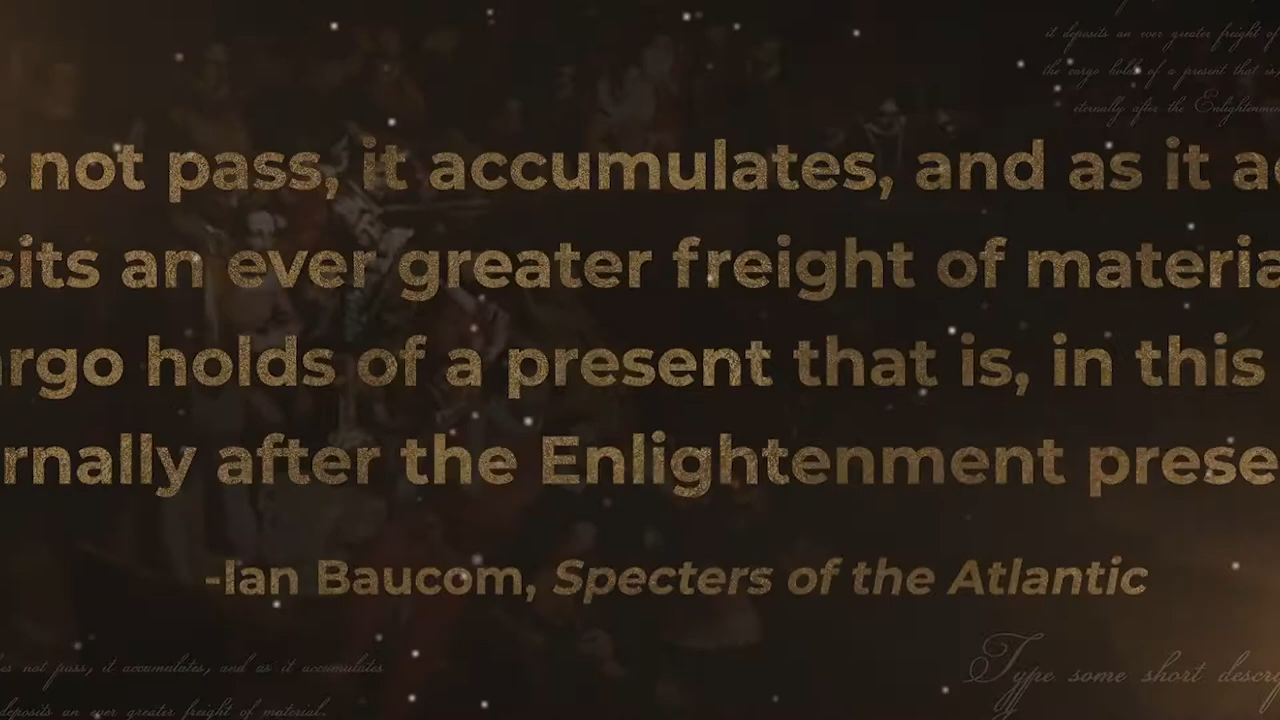 it deposits an ever greater freight of
the cargo holds of a present that is,
eternally after the Enlightenme
s not pass, it accumulates, and as it ac
sits an ever greater freight of materia
argo holds of a present that is, in this
rnally after the Enlightenment prese
-Ian Baucom, Specters of the Atlantic
es not pass, it accumulates, and as it accumulates
deposits an ever greater freight of material.
Type some short descri